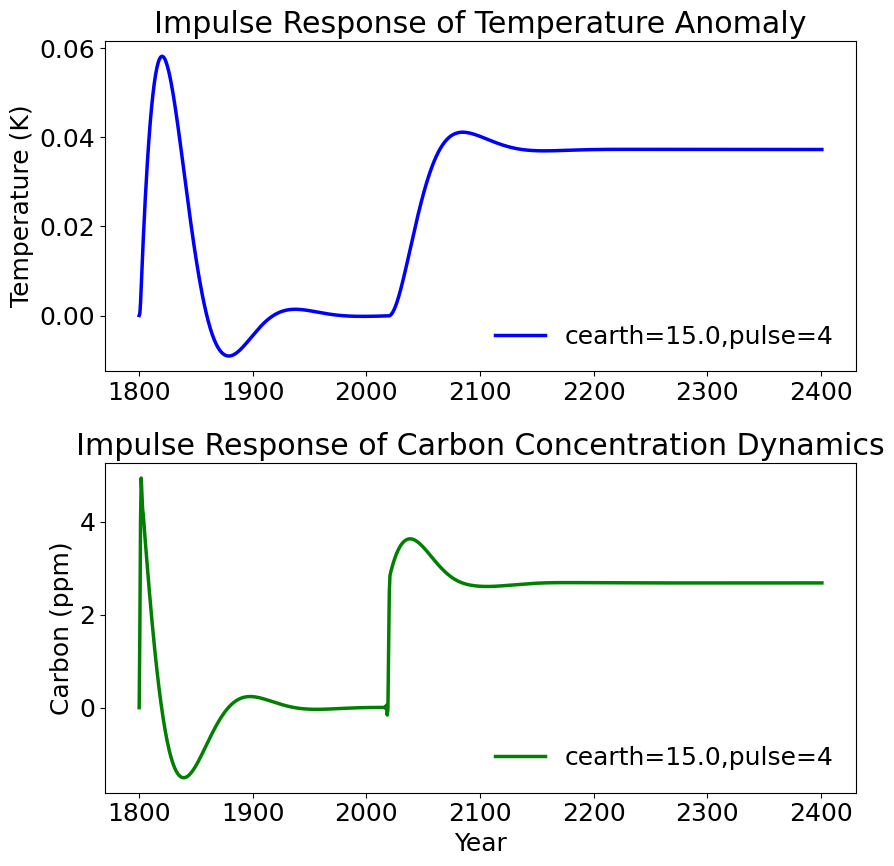 Impulse Response of Temperature Anomaly
Temperature (K)
0.06
0.04
0.02
0.00
cearth=15.0,pulse=4
1800 1900 2000 2100 2200 2300 2400
Impulse Response of Carbon Concentration Dynamics
Carbon (ppm)
4
2
0
cearth=15.0,pulse=4
1800 1900 2000 2100 2200 2300 2400
Year